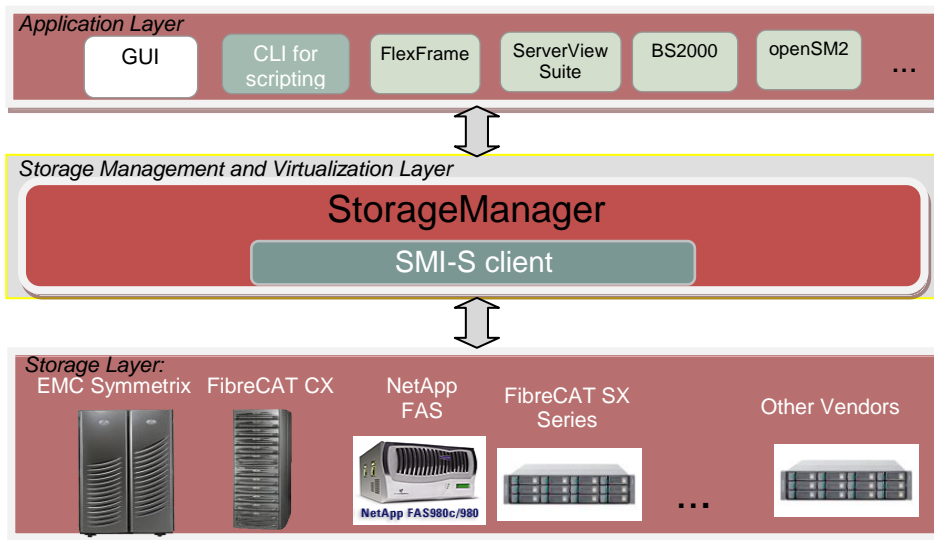 Application Layer
GUI
CLI for
scripting
FlexFrame
ServerView
Suite
BS2000
openSM2
...
Storage Management and Virtualization Layer
StorageManager
SMI-S client
Storage Layer:
EMC Symmetrix
FibreCAT CX
NetApp
FAS
FibreCAT SX
Series
Other Vendors
NetApp FAS980c/980
...